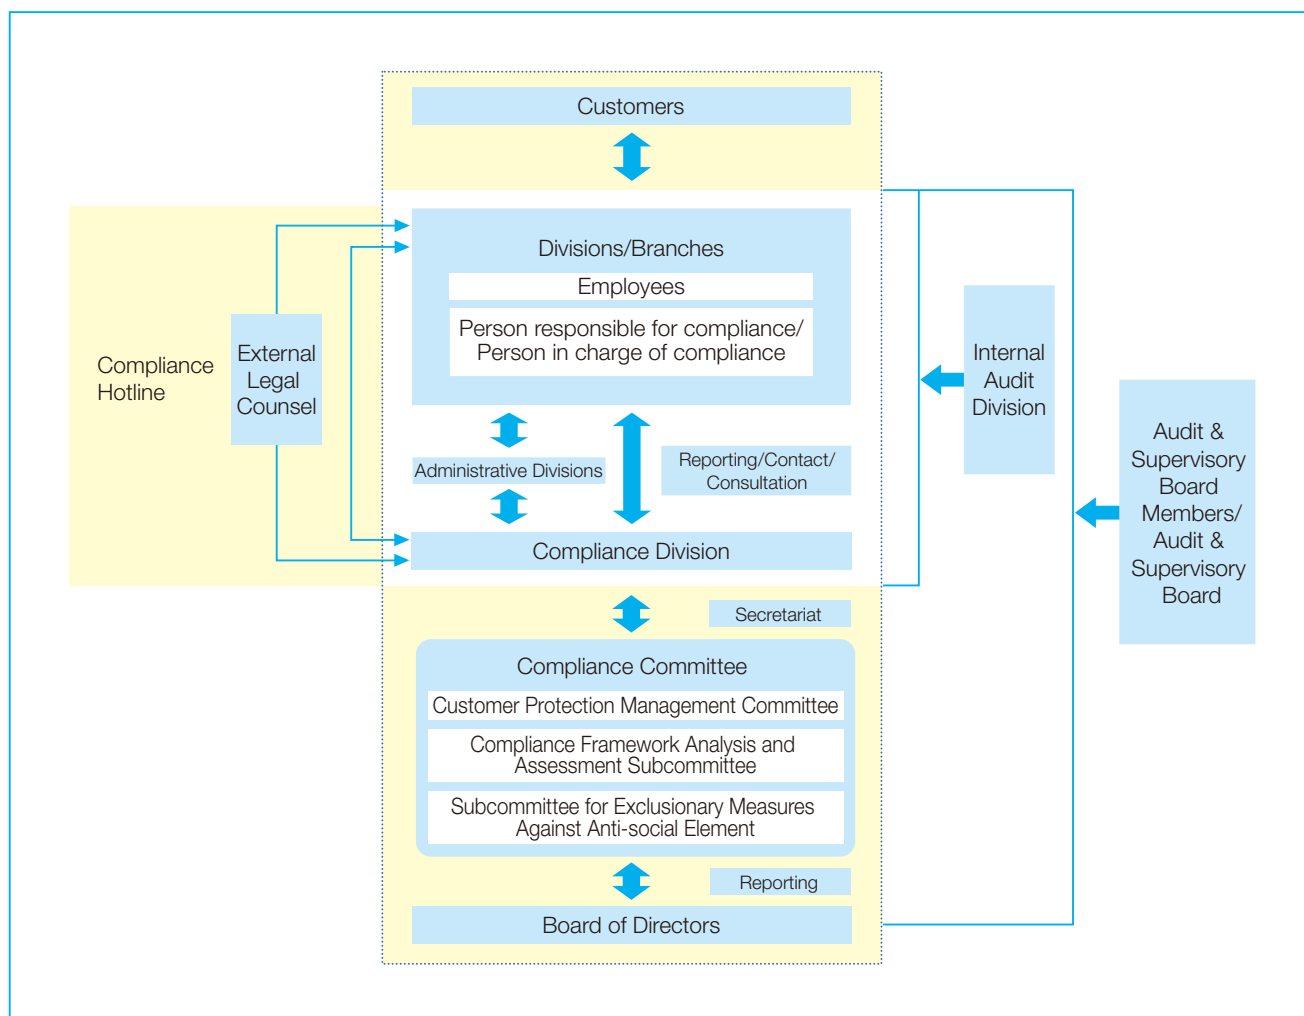 Customers
Divisions/Branches
Employees
Person responsible for compliance/
Person in charge of compliance
Compliance
Hotline
External
Legal
Counsel
Internal
Audit
Division
Audit &
Supervisory
Board
Members/
Audit &
Supervisory
Board
Administrative Divisions
Reporting/Contact/
Consultation
Compliance Division
Secretariat
Compliance Committee
Customer Protection Management Committee
Compliance Framework Analysis and
Assessment Subcommittee
Subcommittee for Exclusionary Measures
Against Anti-social Element
Reporting
Board of Directors